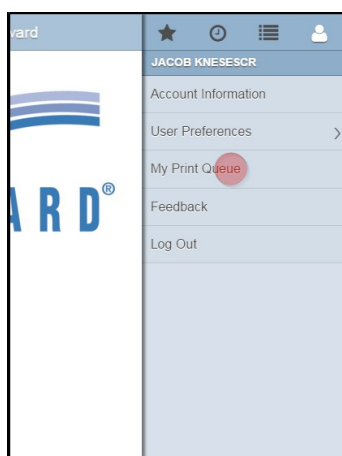 vard
JACOB KNESESCR
Account Information
User Preferences
My Print Queue
Feedback
Log Out
ARD®